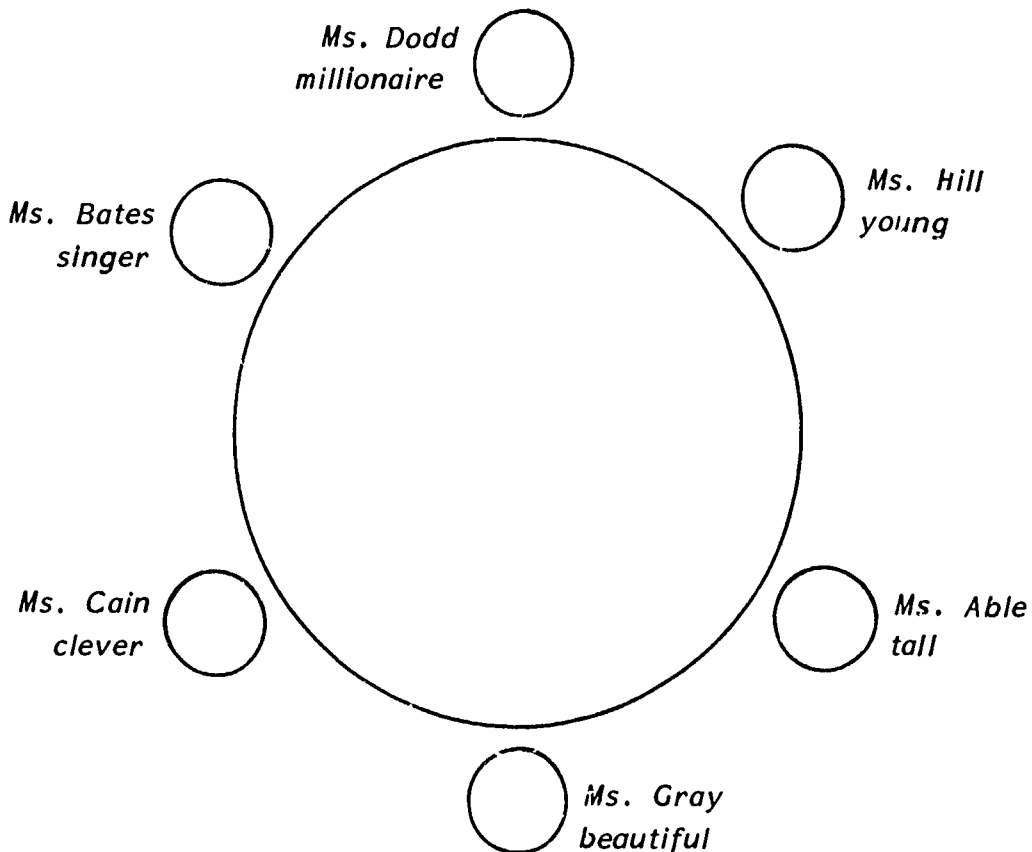 Ms. Dodd
millionaire
Ms. Hill
young
Ms. Bates
singer
Ms. Cain
clever
Ms. Able
tall
Ms. Gray
beautiful